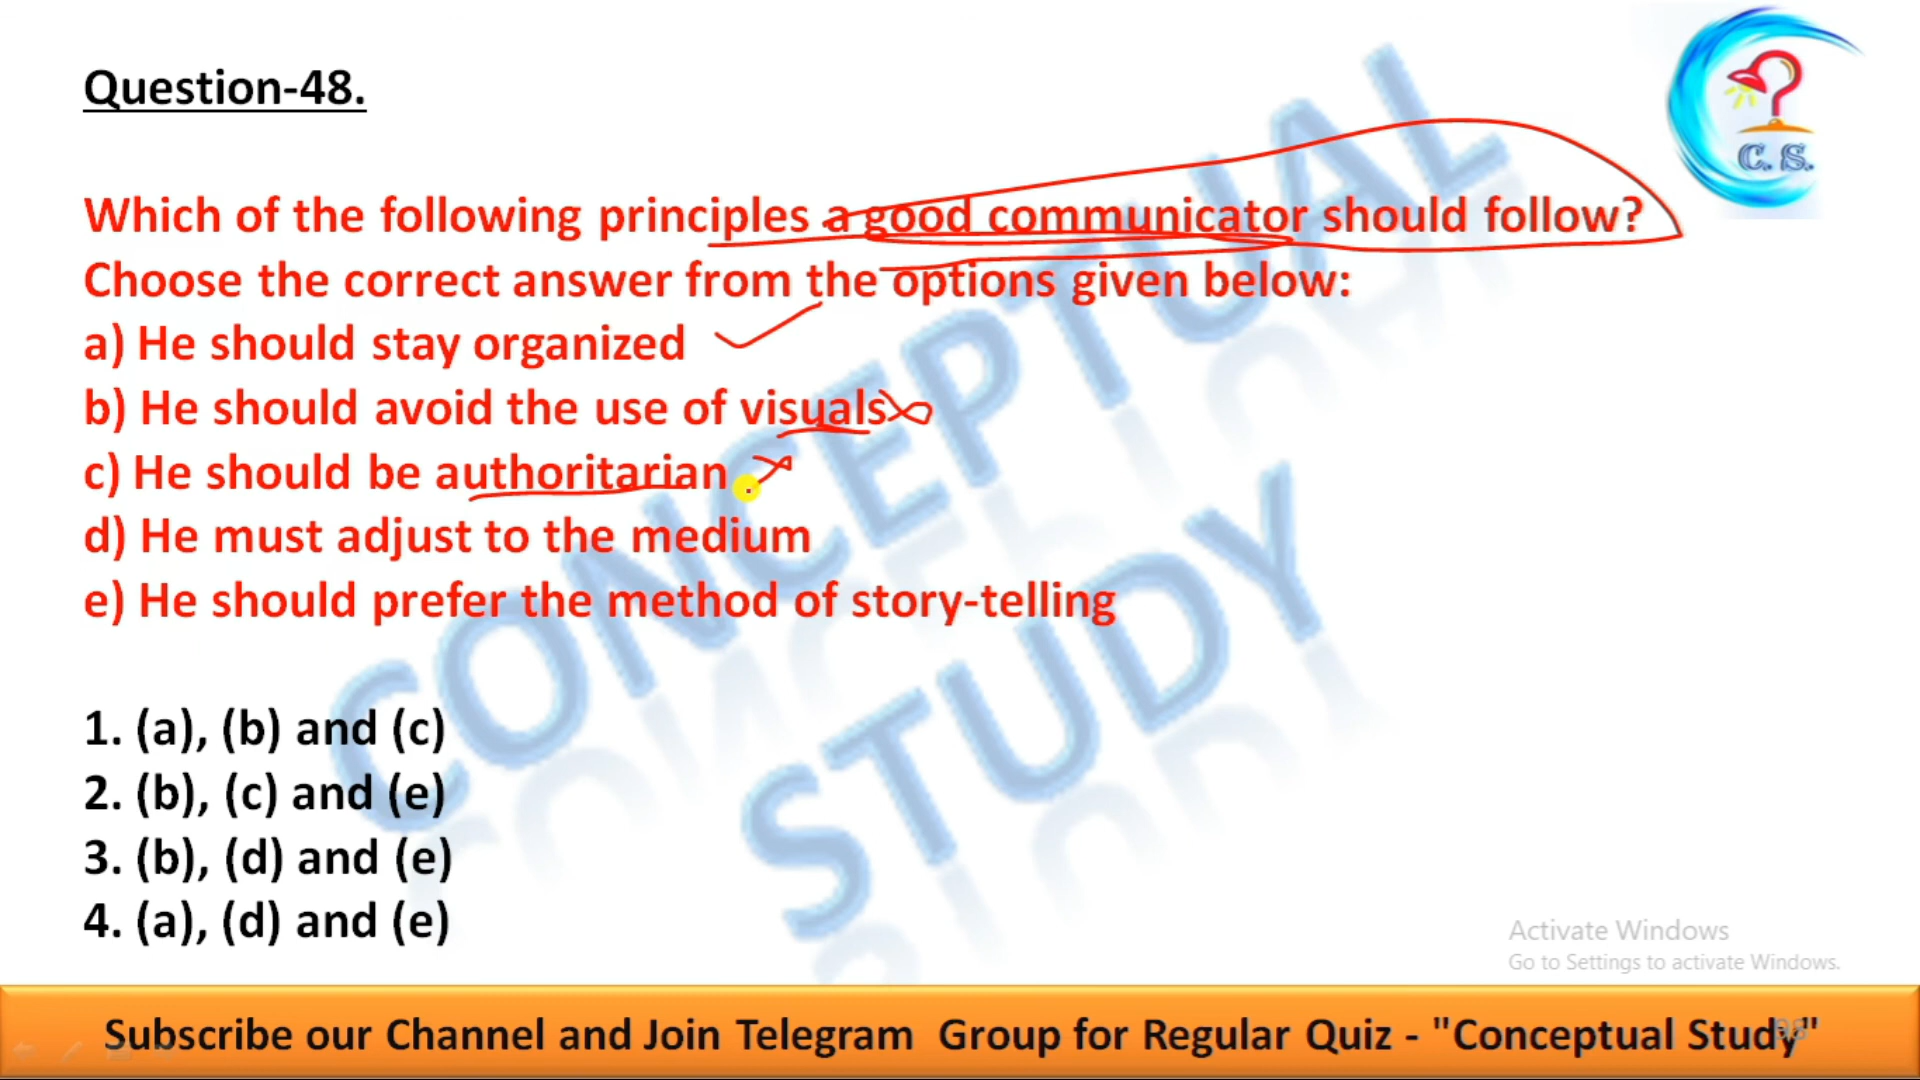 Question-48.
C. S.
Which of the following principles a good communicator should follow?
Choose the correct answer from the options given below:
a) He should stay organized
b) He should avoid the use of visuals
c) He should be authoritarian
d) He must adjust to the medium
e) He should prefer the method of story-telling
CONCEPTUAL
STUDY
1. (a), (b) and (c)
2. (b), (c) and (e)
3. (b), (d) and (e)
4. (a), (d) and (e)
Activate Windows
Go to Settings to activate Windows.
Subscribe our Channel and Join Telegram Group for Regular Quiz - "Conceptual Study"